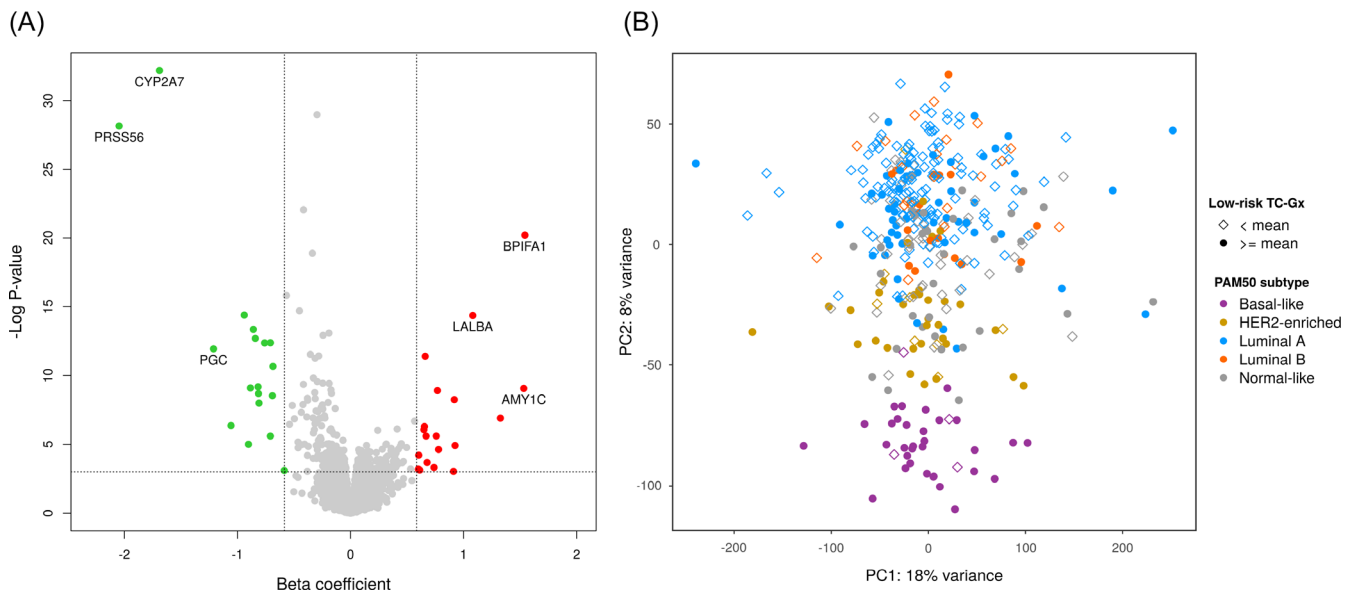 (A)
CYP2A7
PRSS56
PGC
BPIFA1
LALBA
AMY1C
-Log P-value
30
25
20
15
10
5
0
-2
-1
0
1
2
Beta coefficient
(B)
PC2: 8% variance
50
0
-50
-100
-200
-100
0
100
200
PC1: 18% variance
Low-risk TC-Gx
< mean
>= mean
PAM50 subtype
Basal-like
HER2-enriched
Luminal A
Luminal B
Normal-like